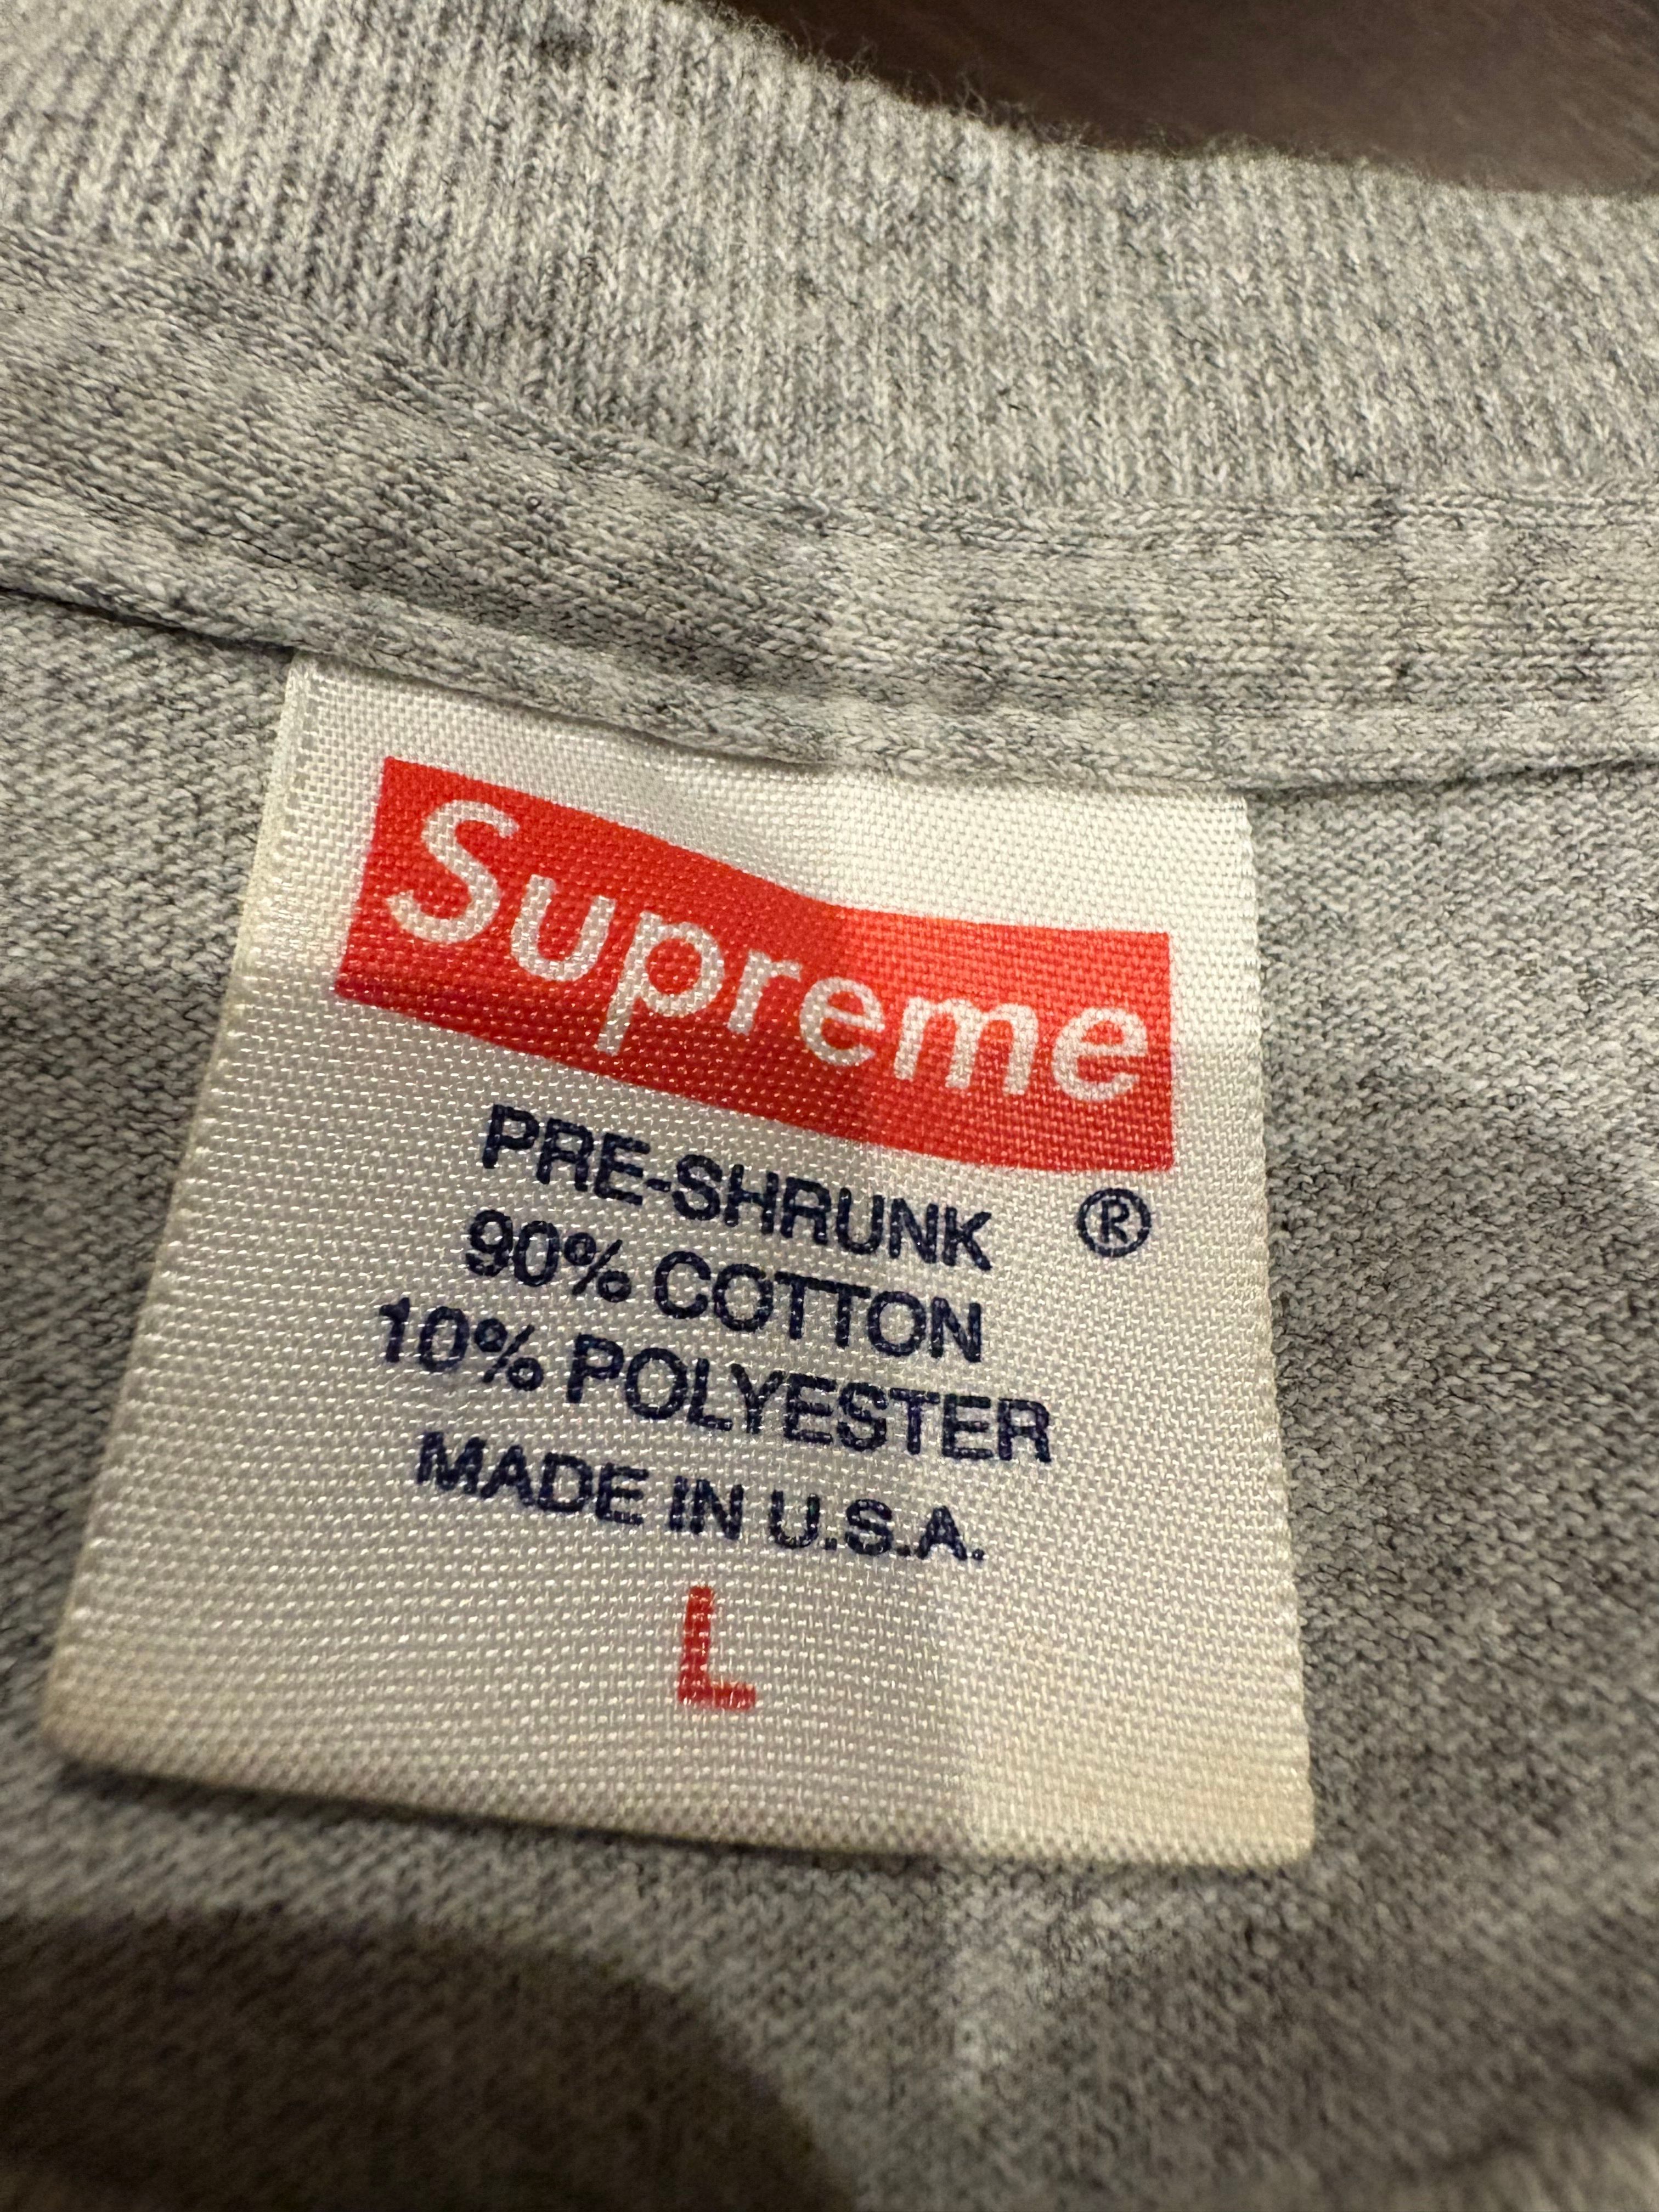 Supreme
®
PRE-SHRUNK
90% COTTON
10% POLYESTER
MADE IN U.S.A.
L